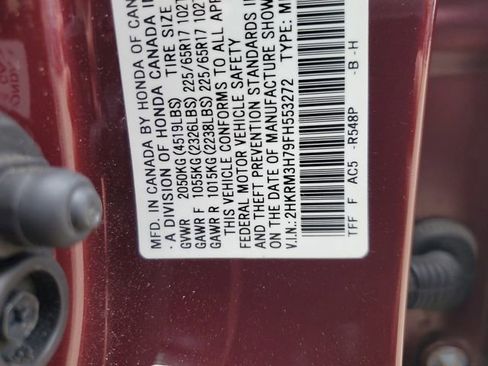 MFD. IN CANADA BY HONDA OF CAN
- A DIVISION OF HONDA CANADA IN
TIRE SIZE
GVWR 2050KG (4519LBS)
GAWR F 1055KG (2326LBS) 225/65R17 102
GAWR R 1015KG (2238LBS) 225/65R17 102
THIS VEHICLE CONFORMS TO ALL APP
FEDERAL MOTOR VEHICLE SAFETY
AND THEFT PREVENTION STANDARDS IN
ON THE DATE OF MANUFACTURE SHOW
V.I.N.: 2HKRM3H79FH553272 TYPE: M
TFF F AC5 -R548P -B -H